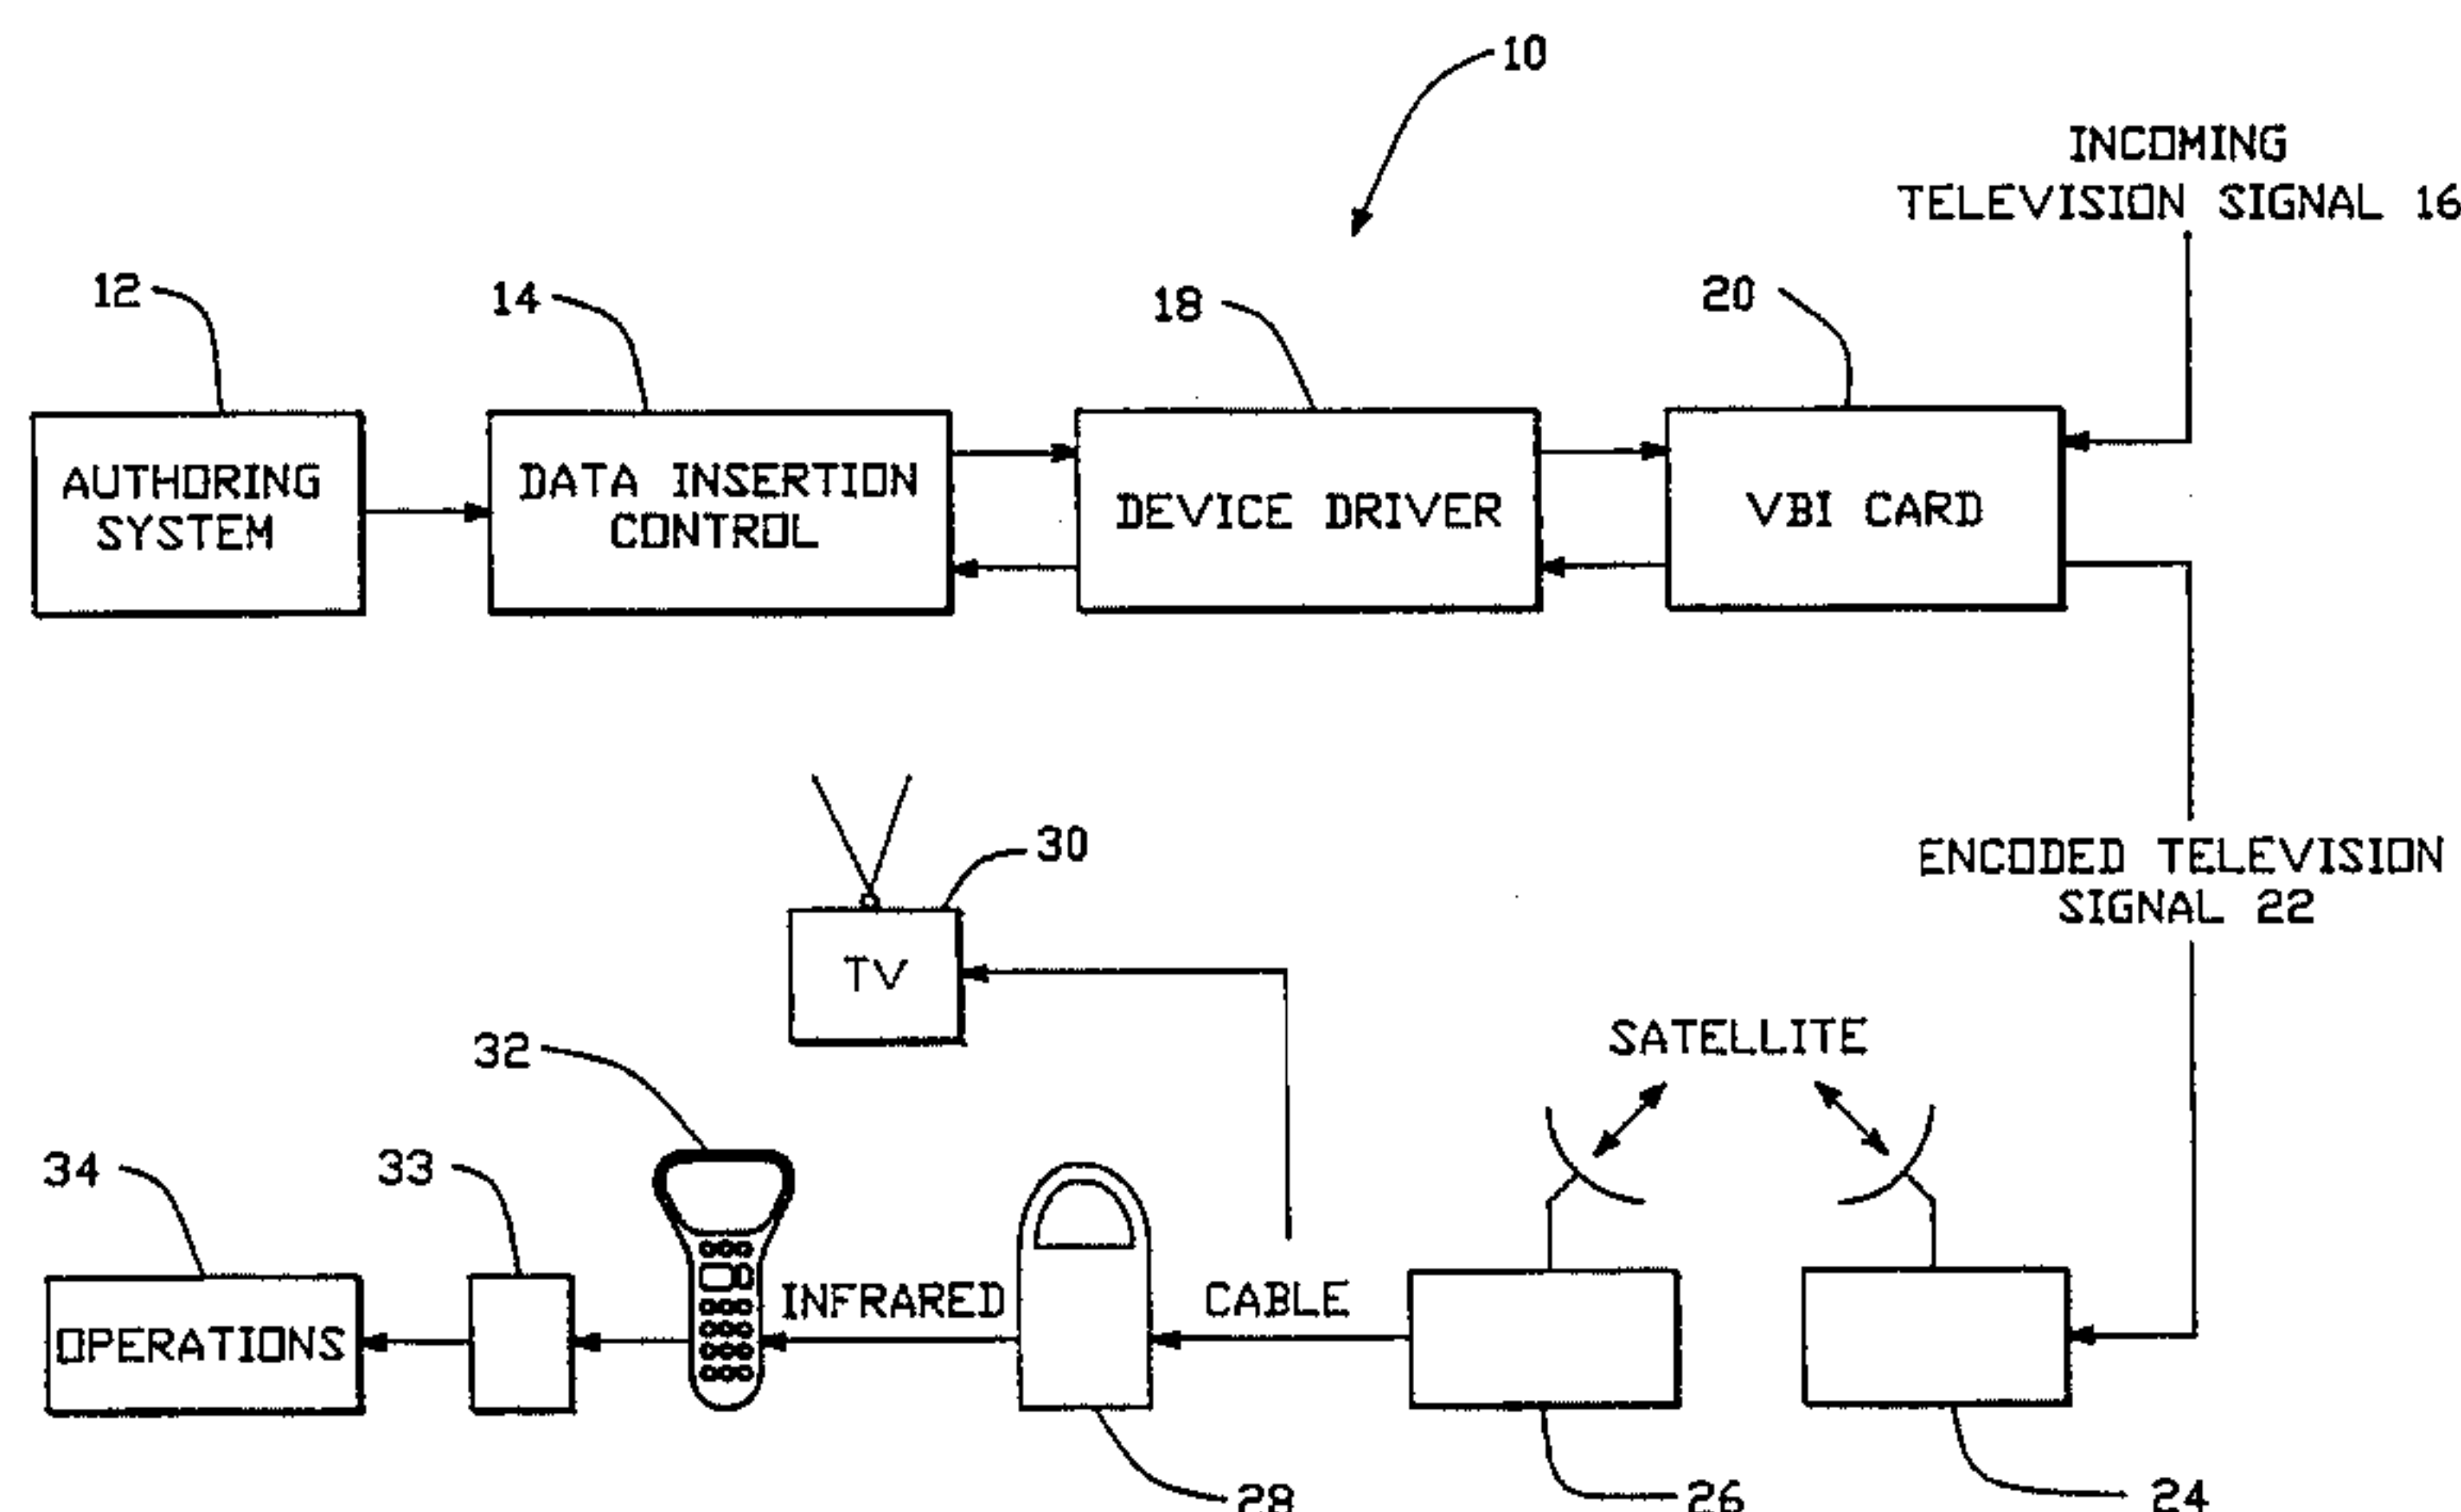 10
INCOMING
TELEVISION SIGNAL 16
12
14
18
20
AUTHORING
SYSTEM
DATA INSERTION
CONTROL
DEVICE DRIVER
VBI CARD
30
ENCODED TELEVISION
SIGNAL 22
TV
32
SATELLITE
34
33
INFRARED
CABLE
OPERATIONS
28
26
24